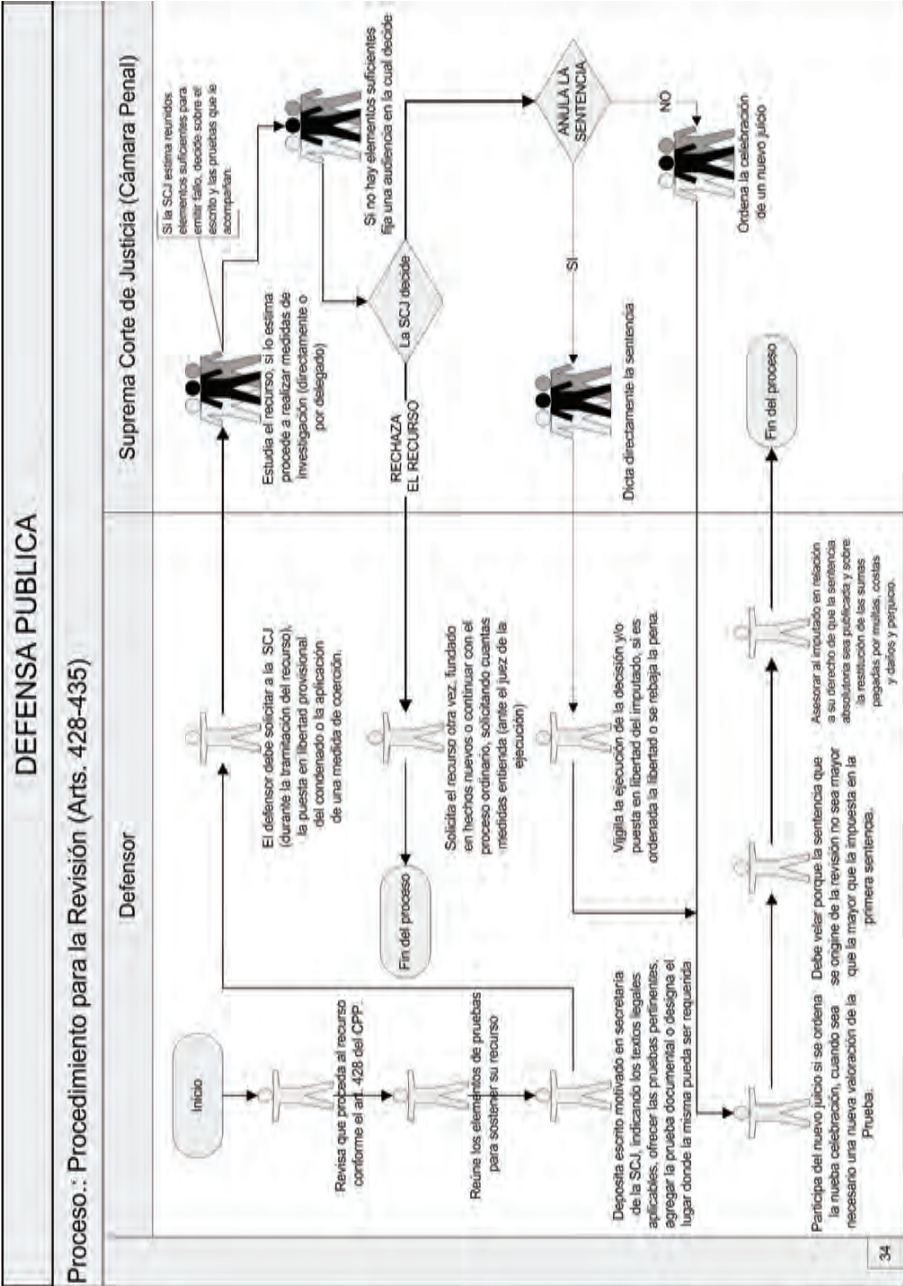 DEFENSA PUBLICA
Proceso.: Procedimiento para la Revisión (Arts. 428-435)
Defensor
Suprema Corte de Justicia (Cámara Penal)
Inicio
Revisa que proceda al recurso
conforme el art. 428 del CPP.
Reúne los elementos de pruebas
para sostener su recurso
Deposita escrito motivado en secretaría
de la SCJ, indicando los textos legales
aplicables, ofrecer las pruebas pertinentes,
agregar la prueba documental o designa el
lugar donde la misma pueda ser requerida
El defensor debe solicitar a la SCJ
(durante la tramitación del recurso),
la puesta en libertad provisional
del condenado o la aplicación
de una medida de coerción.
Estudia el recurso, si lo estima
procede a realizar medidas de
investigación (directamente o
por delegado)
Si la SCJ estima reunidos
elementos suficientes para
emitir fallo, decide sobre el
escrito y las pruebas que le
acompañan.
Si no hay elementos suficientes
fija una audiencia en la cual decide
La SCJ decide
RECHAZA
EL RECURSO
Solicita el recurso otra vez, fundado
en hechos nuevos o continuar con el
proceso ordinario, solicitando cuantas
medidas entienda (ante el juez de la
ejecución)
Fin del proceso
ANULA LA
SENTENCIA
SI
NO
Dicta directamente la sentencia
Vijgila la ejecución de la decisión y/o
puesta en libertad del imputado, si es
ordenada la libertad o se rebaja la pena.
Ordena la celebración
de un nuevo juicio
Participa del nuevo juicio si se ordena
la nueba celebración, cuando sea
necesario una nueva valoración de la
Prueba.
Debe velar porque la sentencia que
se origine de la revisión no sea mayor
que la mayor que la impuesta en la
primera sentencia.
Asesorar al imputado en relación
a su derecho de que la sentencia
absolutoria sea publicada y sobre
la restitución de las sumas
pagadas por multas, costas
y daños y perjuicio.
Fin del proceso
34